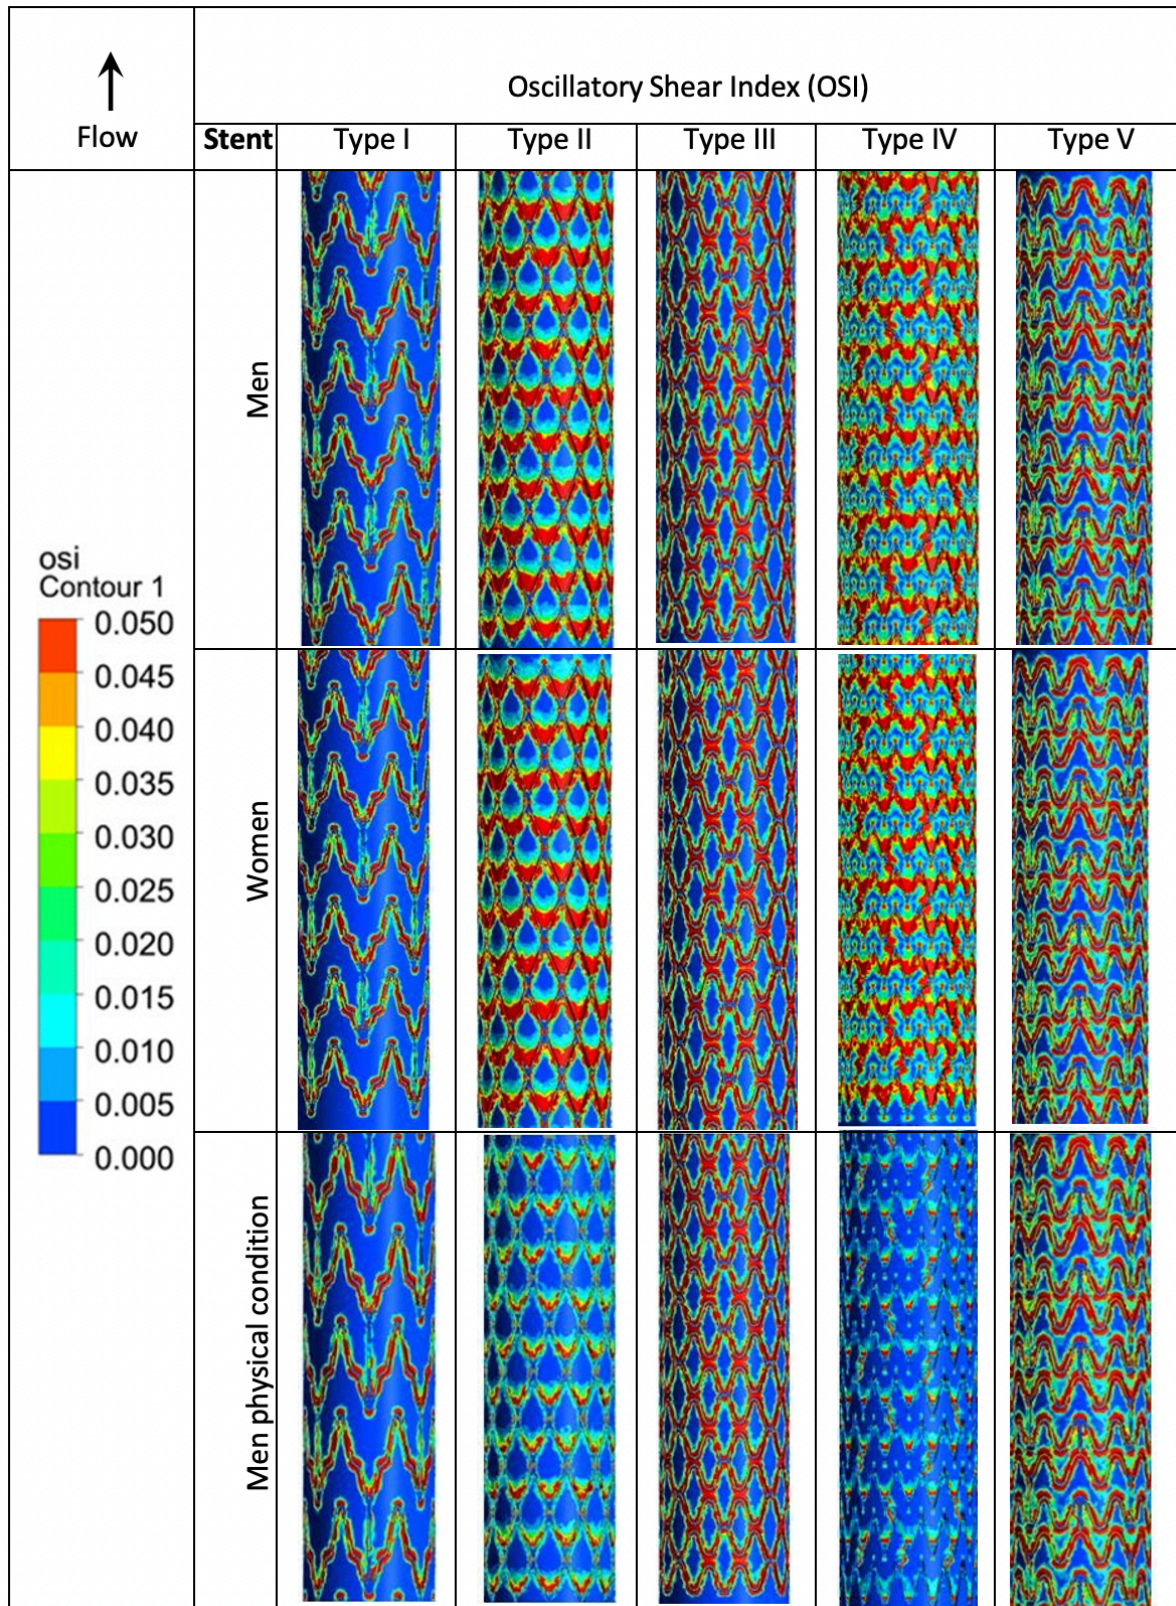 Flow
Oscillatory Shear Index (OSI)
Stent
Type I
Type II
Type III
Type IV
Type V
Men
osi
Contour 1
0.050
0.045
0.040
0.035
0.030
0.025
0.020
0.015
0.010
0.005
0.000
Women
Men physical condition